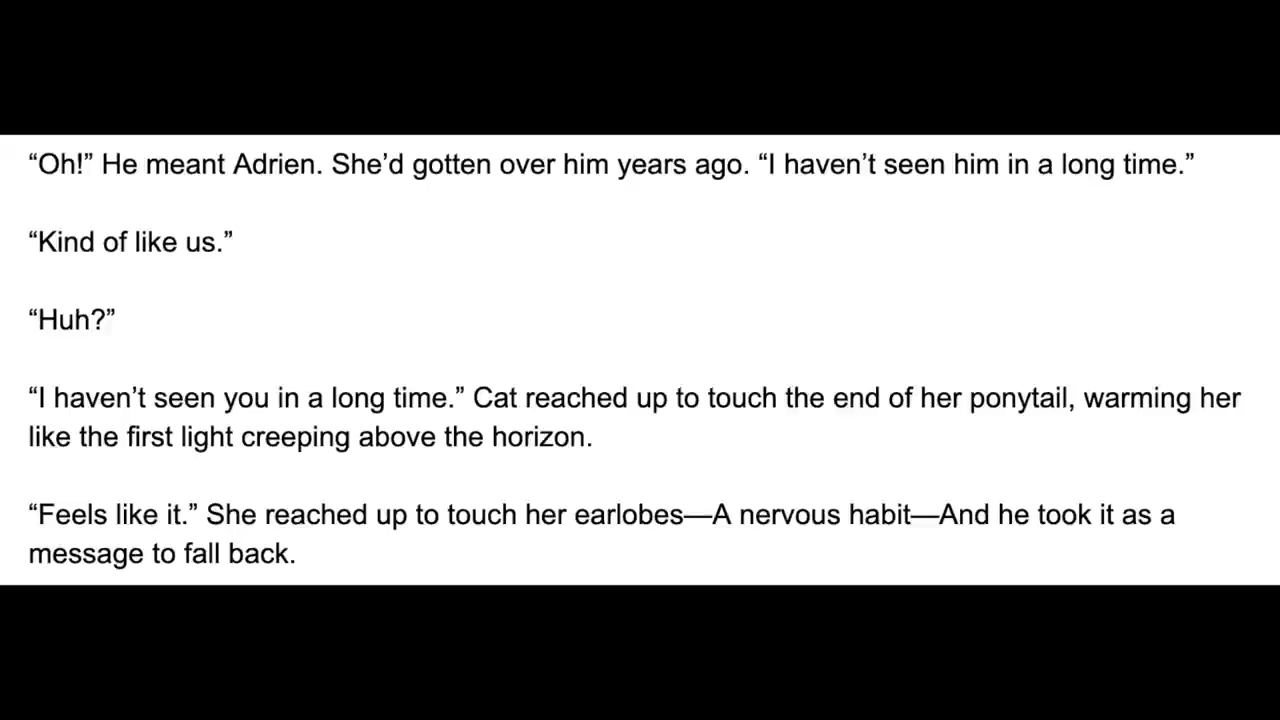 “Oh!” He meant Adrien. She’d gotten over him years ago. “I haven’t seen him in a long time.”
“Kind of like us.”
“Huh?”
“I haven’t seen you in a long time.” Cat reached up to touch the end of her ponytail, warming her
like the first light creeping above the horizon.
“Feels like it.” She reached up to touch her earlobes—A nervous habit—And he took it as a
message to fall back.